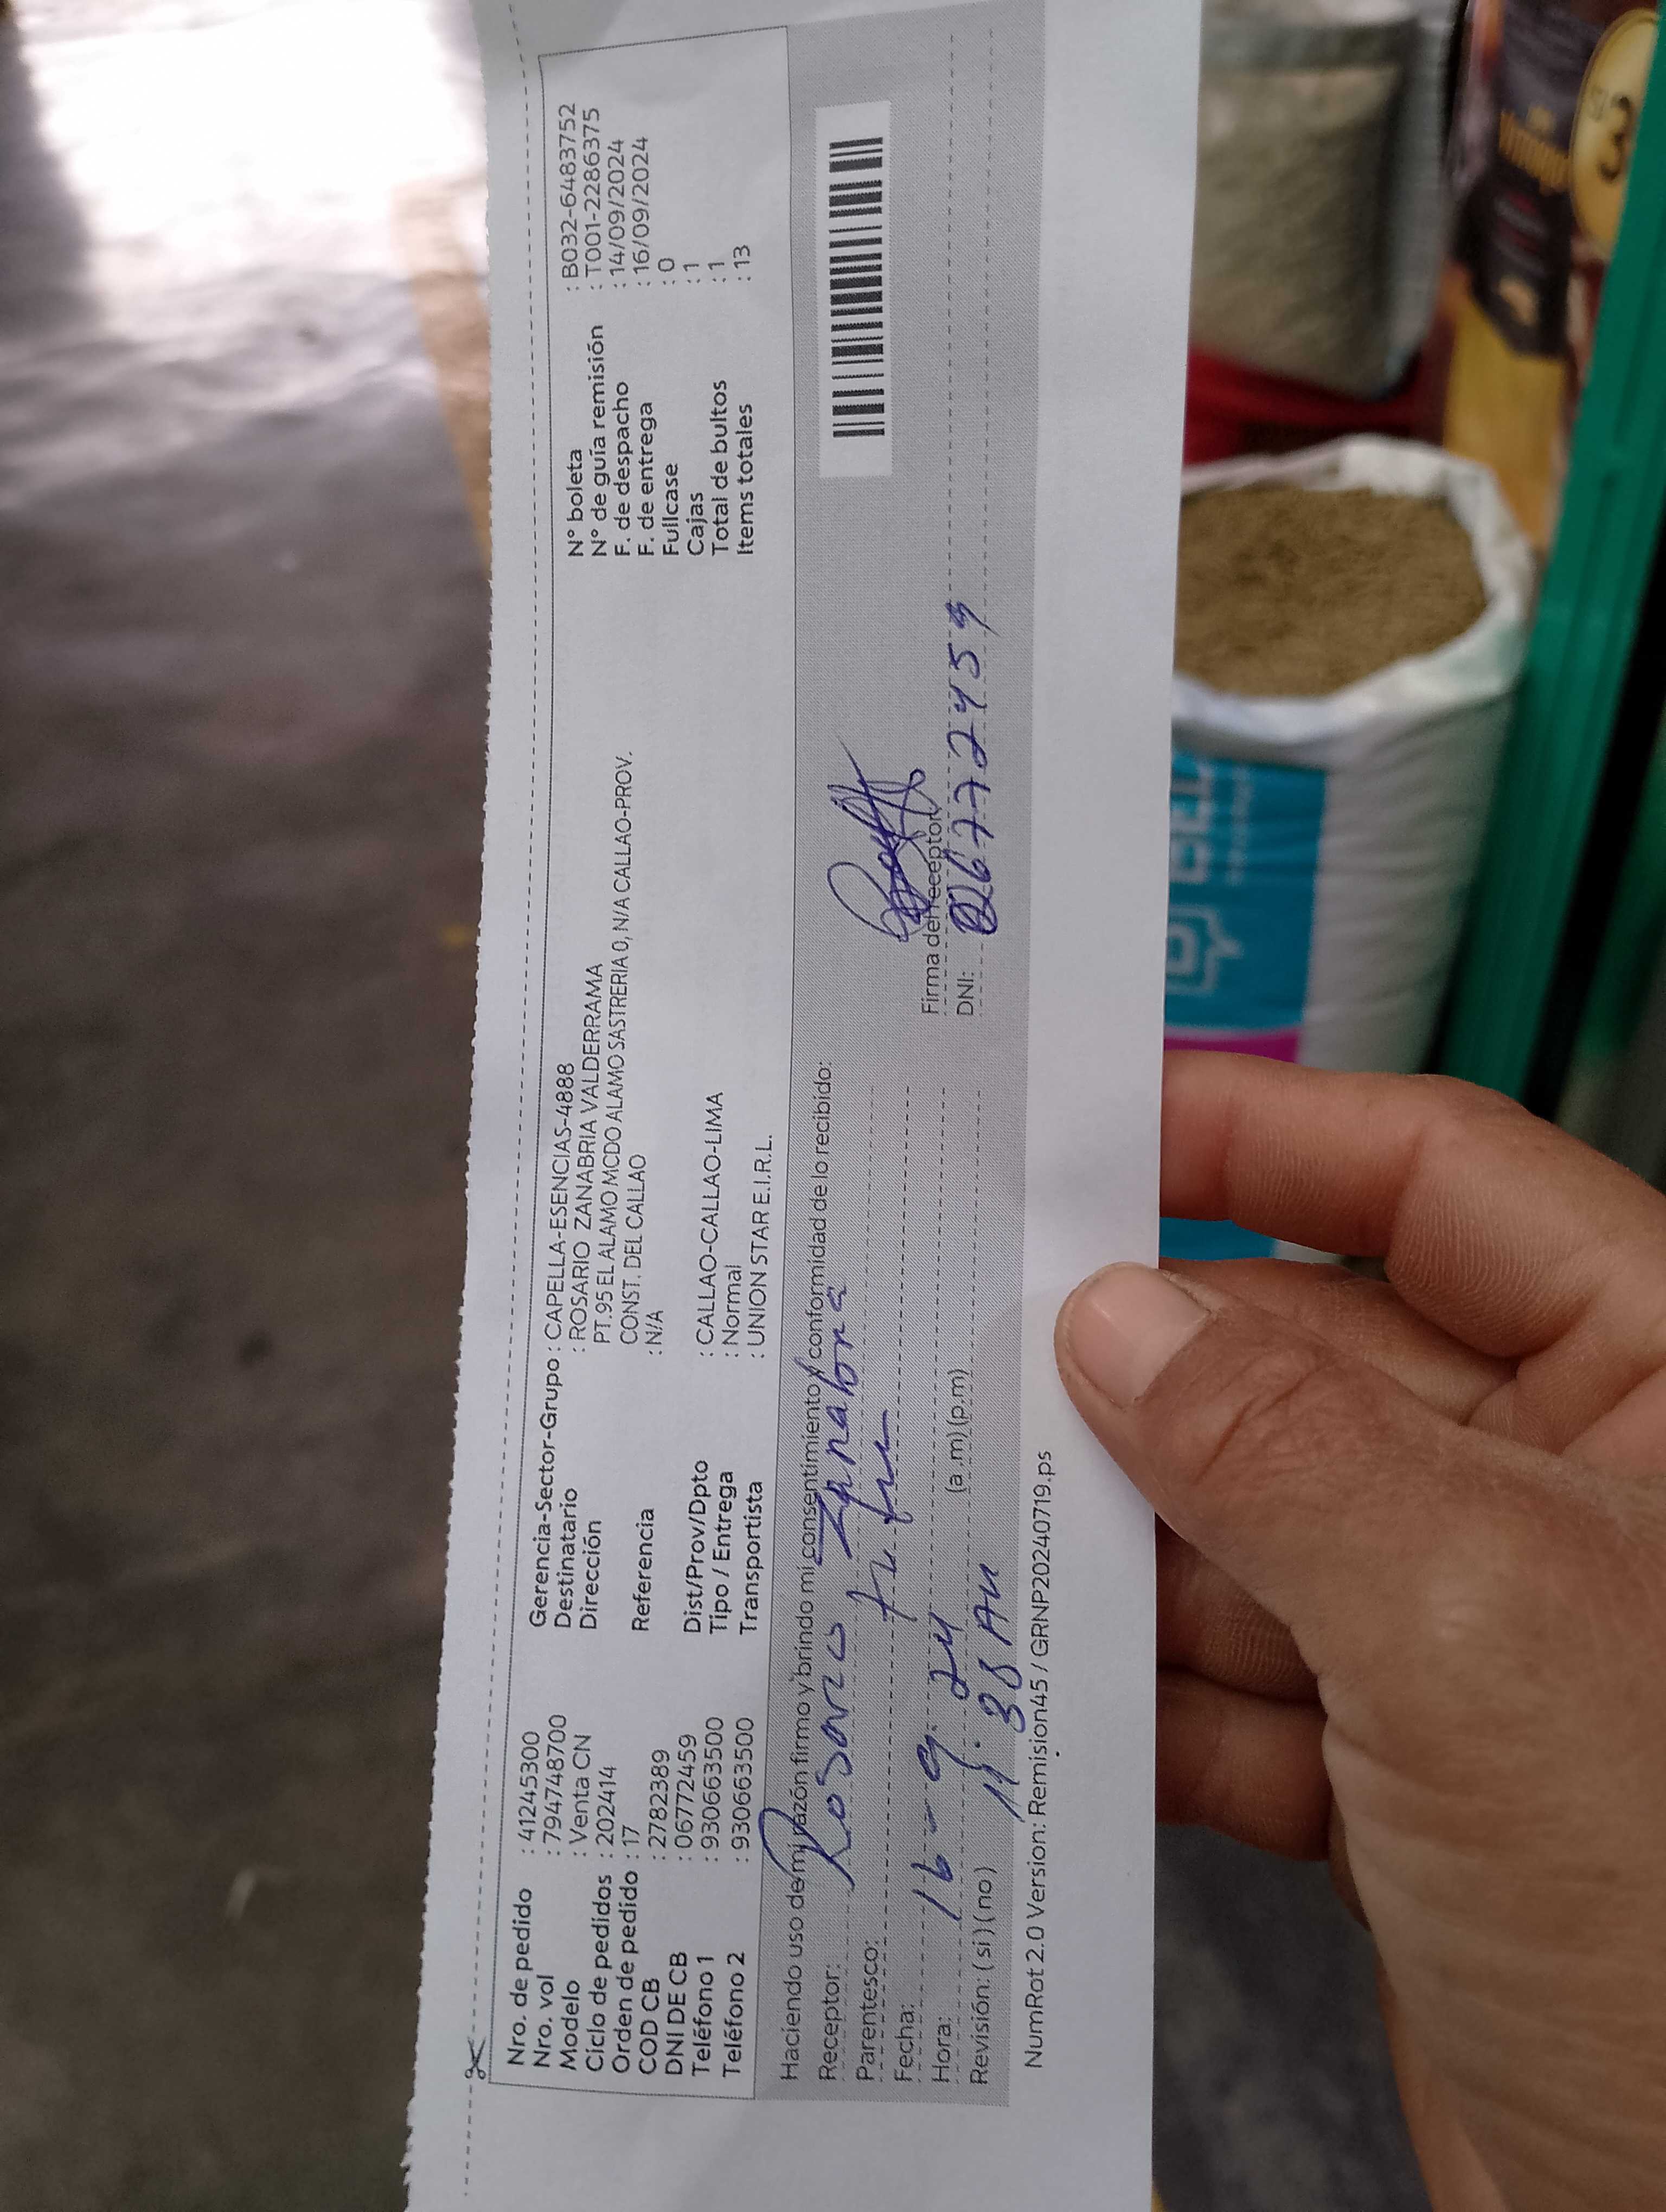 Nro. de pedido : 41245300
Nro. vol : 794748700
Modelo : Venta CN
Ciclo de pedidos : 202414
Orden de pedido : 17
COD CB : 2782389
DNI DE CB : 06772459
Teléfono 1 : 930663500
Teléfono 2 : 930663500
Gerencia-Sector-Grupo : CAPELLA-ESENCIAS-4888
Destinatario : ROSARIO ZANABRIA VALDERRAMA
Dirección PT.95 EL ALAMO MCDO ALAMO SASTRERIA 0, N/A CALLAO-PROV.
CONST. DEL CALLAO
Referencia : N/A
Dist/Prov/Dpto : CALLAO-CALLAO-LIMA
Tipo / Entrega : Normal
Transportista : UNION STAR E.I.R.L.
N° boleta : B032-6483752
N° de guía remisión : T001-2286375
F. de despacho : 14/09/2024
F. de entrega : 16/09/2024
Fullcase : 0
Cajas : 1
Total de bultos : 1
Items totales : 13
Haciendo uso de mi razón firmo y brindo mi consentimiento y conformidad de lo recibido:
Receptor: Rosario Zanabria
Parentesco:
Fecha: 16-9-24
Hora: 11:38 AM (a.m) (p.m)
Revisión: (si) (no)
Firma del receptor
DNI: 06772459
NumRot 2.0 Version: Remision45 / GRNP20240719.ps
3